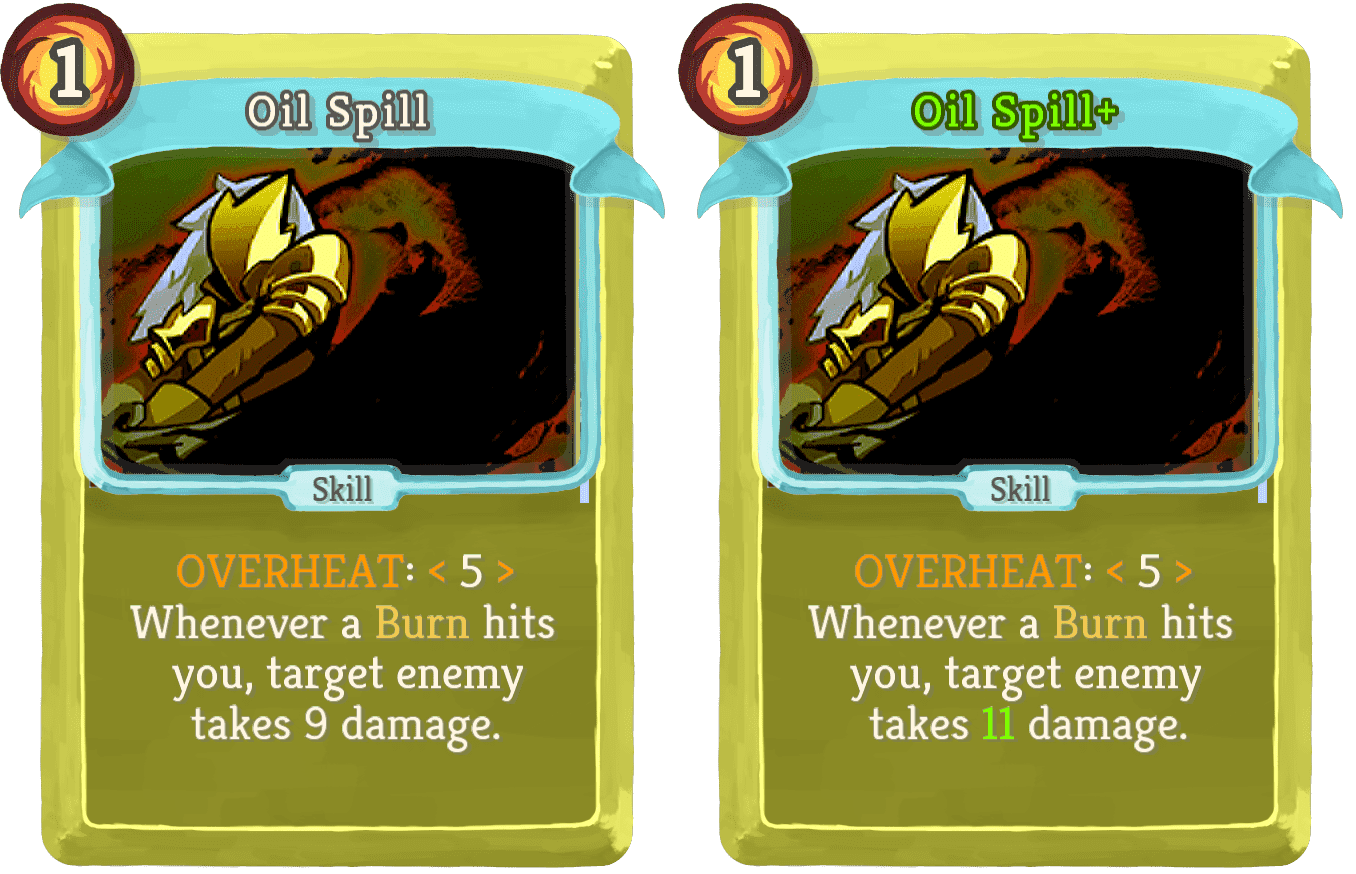 1
Oil Spill
Skill
OVERHEAT: < 5 >
Whenever a Burn hits
you, target enemy
takes 9 damage.
1
Oil Spill+
Skill
OVERHEAT: < 5 >
Whenever a Burn hits
you, target enemy
takes 11 damage.